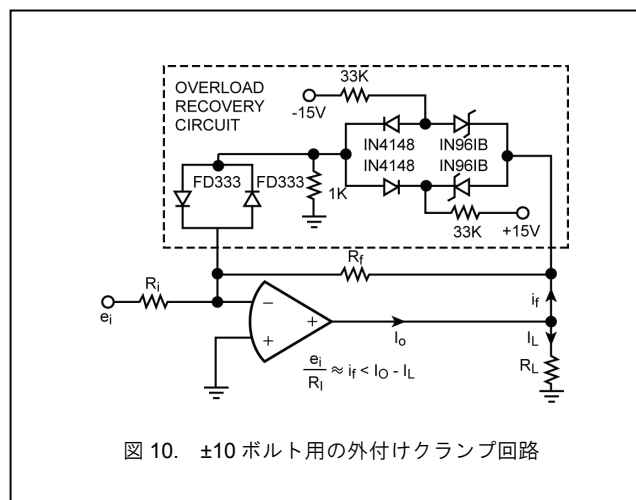 33K
OVERLOAD
RECOVERY
CIRCUIT
-15V
IN4148 IN96IB
IN4148 IN96IB
FD333 FD333
1K
33K
+15V
Rf
Ri
ei
−
+
+
Io
if
IL
RL
ei/RI ≈ if < IO - IL
図 10. ±10 ボルト用の外付けクランプ回路